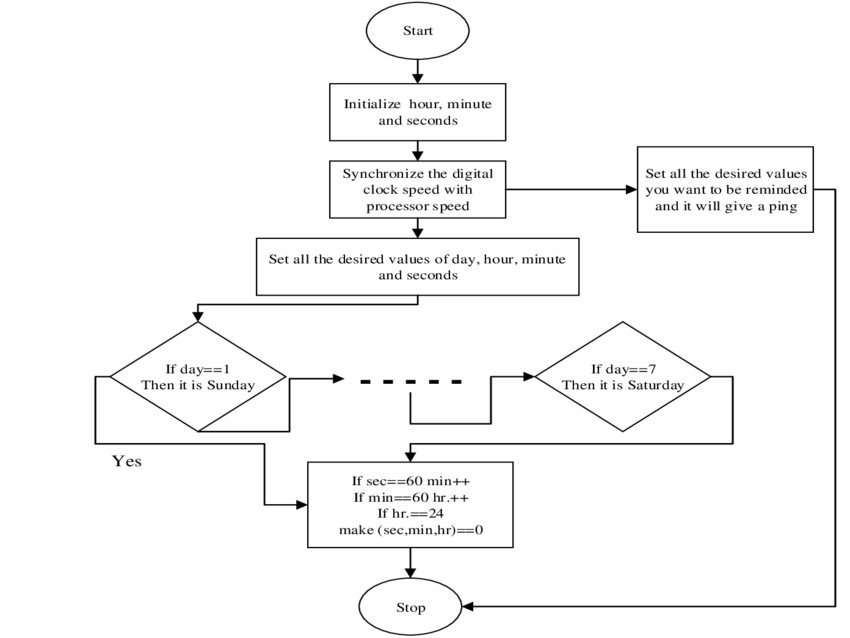 Start
Initialize hour, minute
and seconds
Synchronize the digital
clock speed with
processor speed
Set all the desired values
you want to be reminded
and it will give a ping
Set all the desired values of day, hour, minute
and seconds
If day==1
Then it is Sunday
If day==7
Then it is Saturday
Yes
If sec==60 min++
If min==60 hr.++
If hr.==24
make (sec,min,hr)==0
Stop